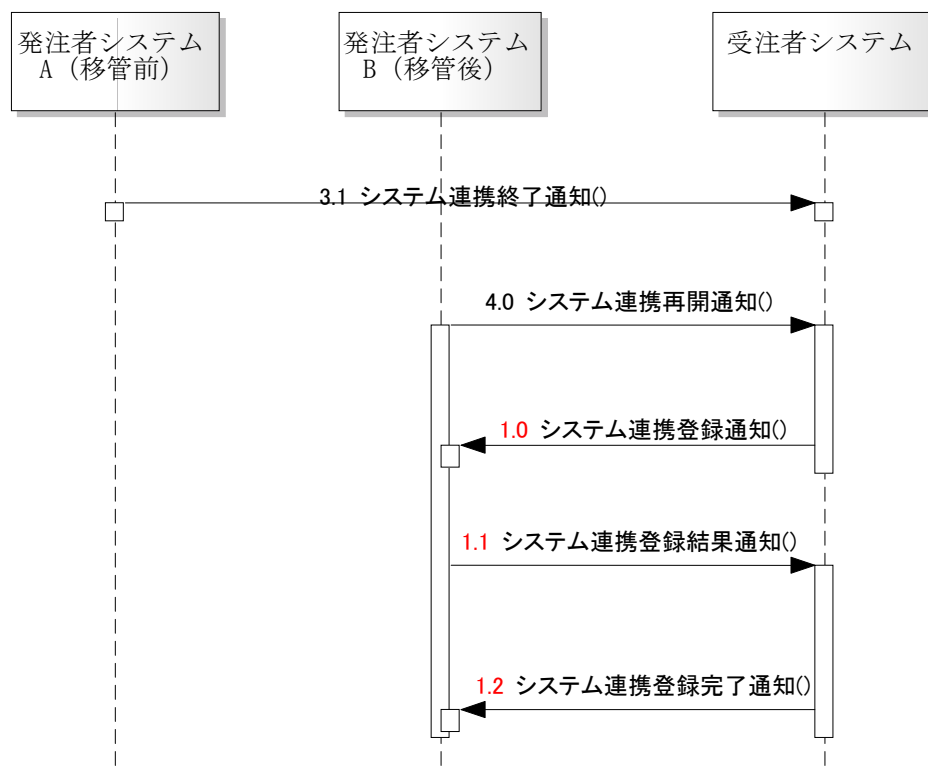 発注者システム
A（移管前）
発注者システム
B（移管後）
受注者システム
3.1 システム連携終了通知()
4.0 システム連携再開通知()
1.0 システム連携登録通知()
1.1 システム連携登録結果通知()
1.2 システム連携登録完了通知()